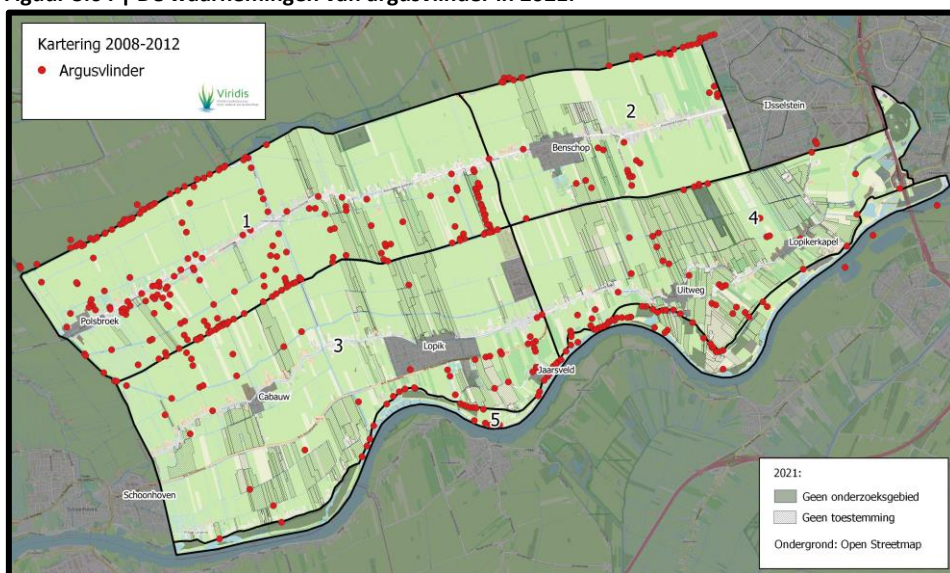 Kartering 2008-2012
Argusvlinder
Viridis
2
IJsselstein
Benschop
1
4
Lopikerkapel
Uitweg
Polsbroek
3
Lopik
Jaarsveld
Cabauw
5
Schoonhoven
2021:
Geen onderzoeksgebied
Geen toestemming
Ondergrond: Open Streetmap